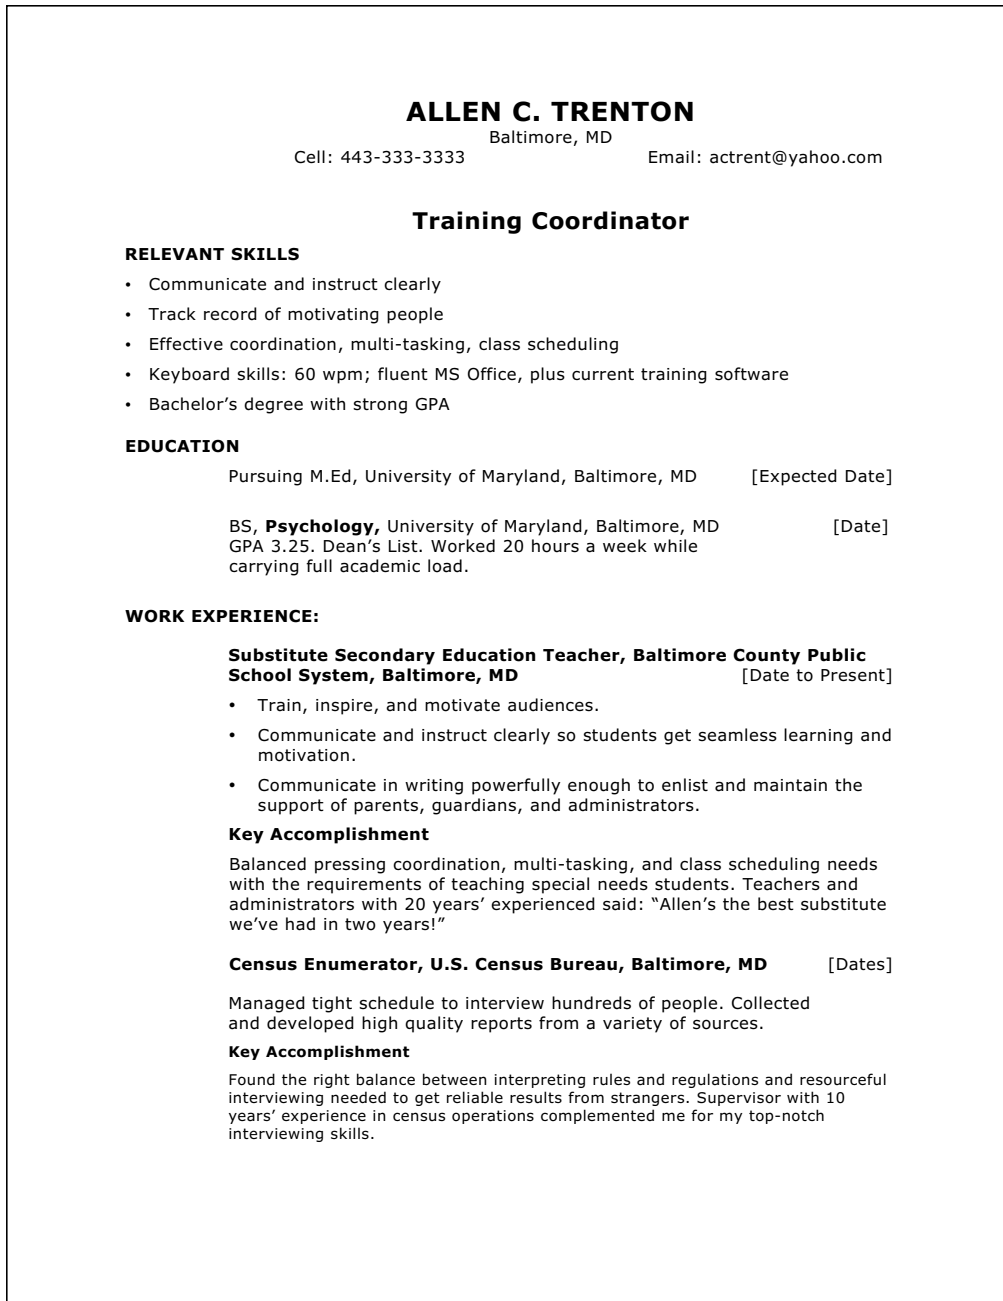 ALLEN C. TRENTON
Baltimore, MD
Cell: 443-333-3333 Email: actrent@yahoo.com
Training Coordinator
RELEVANT SKILLS
• Communicate and instruct clearly
• Track record of motivating people
• Effective coordination, multi-tasking, class scheduling
• Keyboard skills: 60 wpm; fluent MS Office, plus current training software
• Bachelor’s degree with strong GPA
EDUCATION
Pursuing M.Ed, University of Maryland, Baltimore, MD [Expected Date]
BS, Psychology, University of Maryland, Baltimore, MD [Date]
GPA 3.25. Dean’s List. Worked 20 hours a week while
carrying full academic load.
WORK EXPERIENCE:
Substitute Secondary Education Teacher, Baltimore County Public
School System, Baltimore, MD [Date to Present]
• Train, inspire, and motivate audiences.
• Communicate and instruct clearly so students get seamless learning and
motivation.
• Communicate in writing powerfully enough to enlist and maintain the
support of parents, guardians, and administrators.
Key Accomplishment
Balanced pressing coordination, multi-tasking, and class scheduling needs
with the requirements of teaching special needs students. Teachers and
administrators with 20 years’ experienced said: “Allen’s the best substitute
we’ve had in two years!”
Census Enumerator, U.S. Census Bureau, Baltimore, MD [Dates]
Managed tight schedule to interview hundreds of people. Collected
and developed high quality reports from a variety of sources.
Key Accomplishment
Found the right balance between interpreting rules and regulations and resourceful
interviewing needed to get reliable results from strangers. Supervisor with 10
years’ experience in census operations complemented me for my top-notch
interviewing skills.